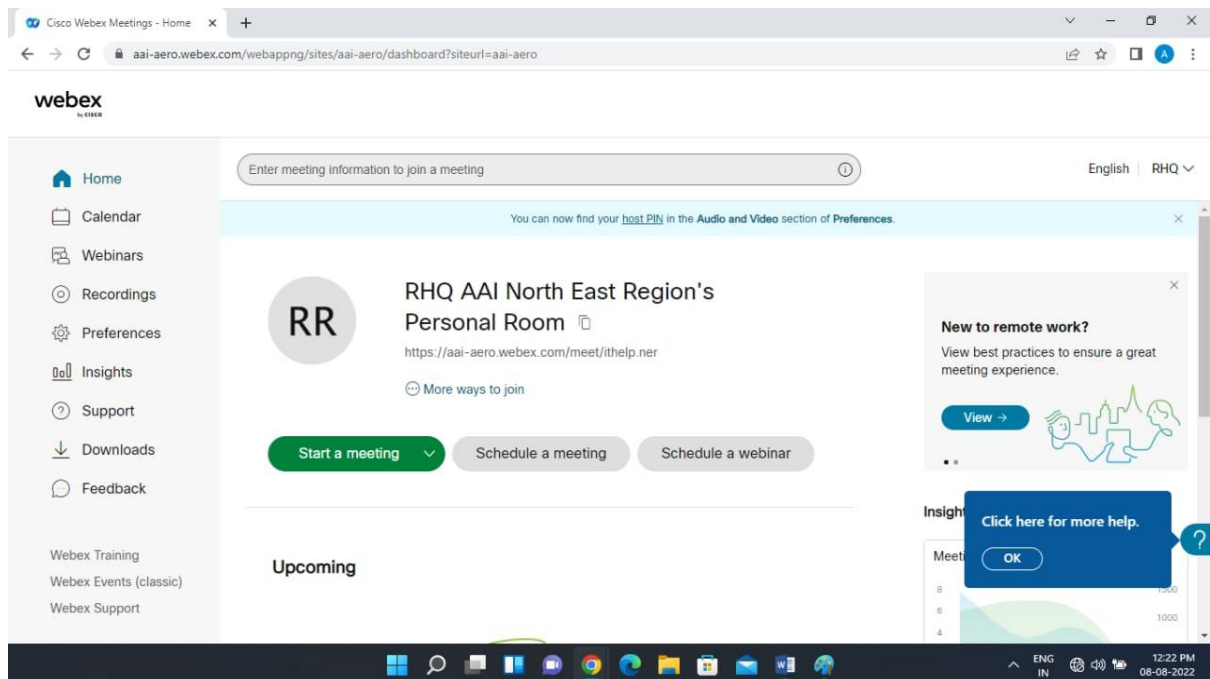 Cisco Webex Meetings - Home
aai-aero.webex.com/webappng/sites/aai-aero/dashboard?siteurl=aai-aero
A
webex
by CISCO
Home
Calendar
Webinars
Recordings
Preferences
Insights
Support
Downloads
Feedback
Webex Training
Webex Events (classic)
Webex Support
Enter meeting information to join a meeting
English RHQ
You can now find your host PIN in the Audio and Video section of Preferences.
RR
RHQ AAI North East Region's
Personal Room
https://aai-aero.webex.com/meet/ithelp.ner
More ways to join
Start a meeting
Schedule a meeting
Schedule a webinar
Upcoming
New to remote work?
View best practices to ensure a great
meeting experience.
View →
Insigh
Click here for more help.
OK
?
Meeti
8
6
4
1500
1000
ENG
IN
12:22 PM
08-08-2022